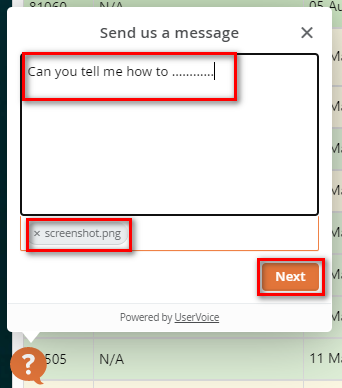 81060 N/A 05 Au
Send us a message ×
Can you tell me how to ............
× screenshot.png
Next
Powered by UserVoice
?
505 N/A 11 Ma